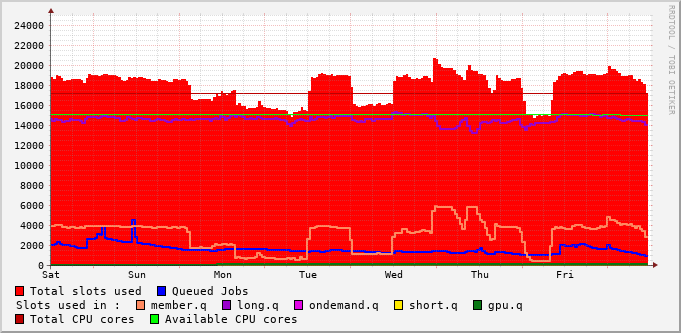 24000
22000
20000
18000
16000
14000
12000
10000
8000
6000
4000
2000
0
Sat Sun Mon Tue Wed Thu Fri
RRDTOOL / TOBI OETIKER
Total slots used Queued Jobs
Slots used in : member.q long.q ondemand.q short.q gpu.q
Total CPU cores Available CPU cores